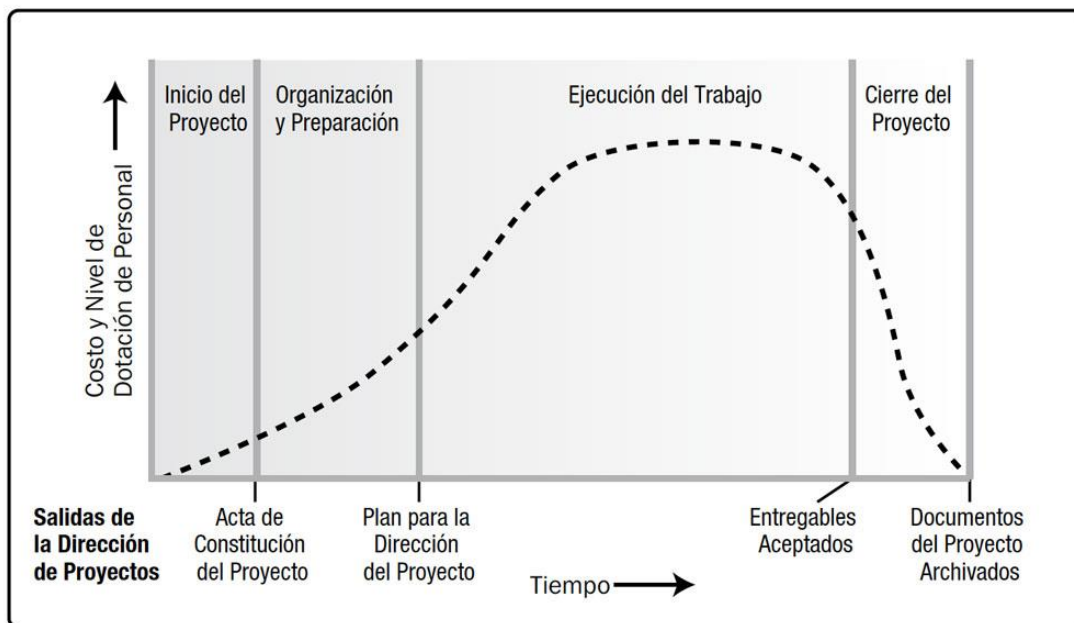 Inicio del
Proyecto
Organización
y Preparación
Ejecución del Trabajo
Cierre del
Proyecto
Costo y Nivel de
Dotación de Personal
Salidas de
la Dirección
de Proyectos
Acta de
Constitución
del Proyecto
Plan para la
Dirección
del Proyecto
Entregables
Aceptados
Documentos
del Proyecto
Archivados
Tiempo